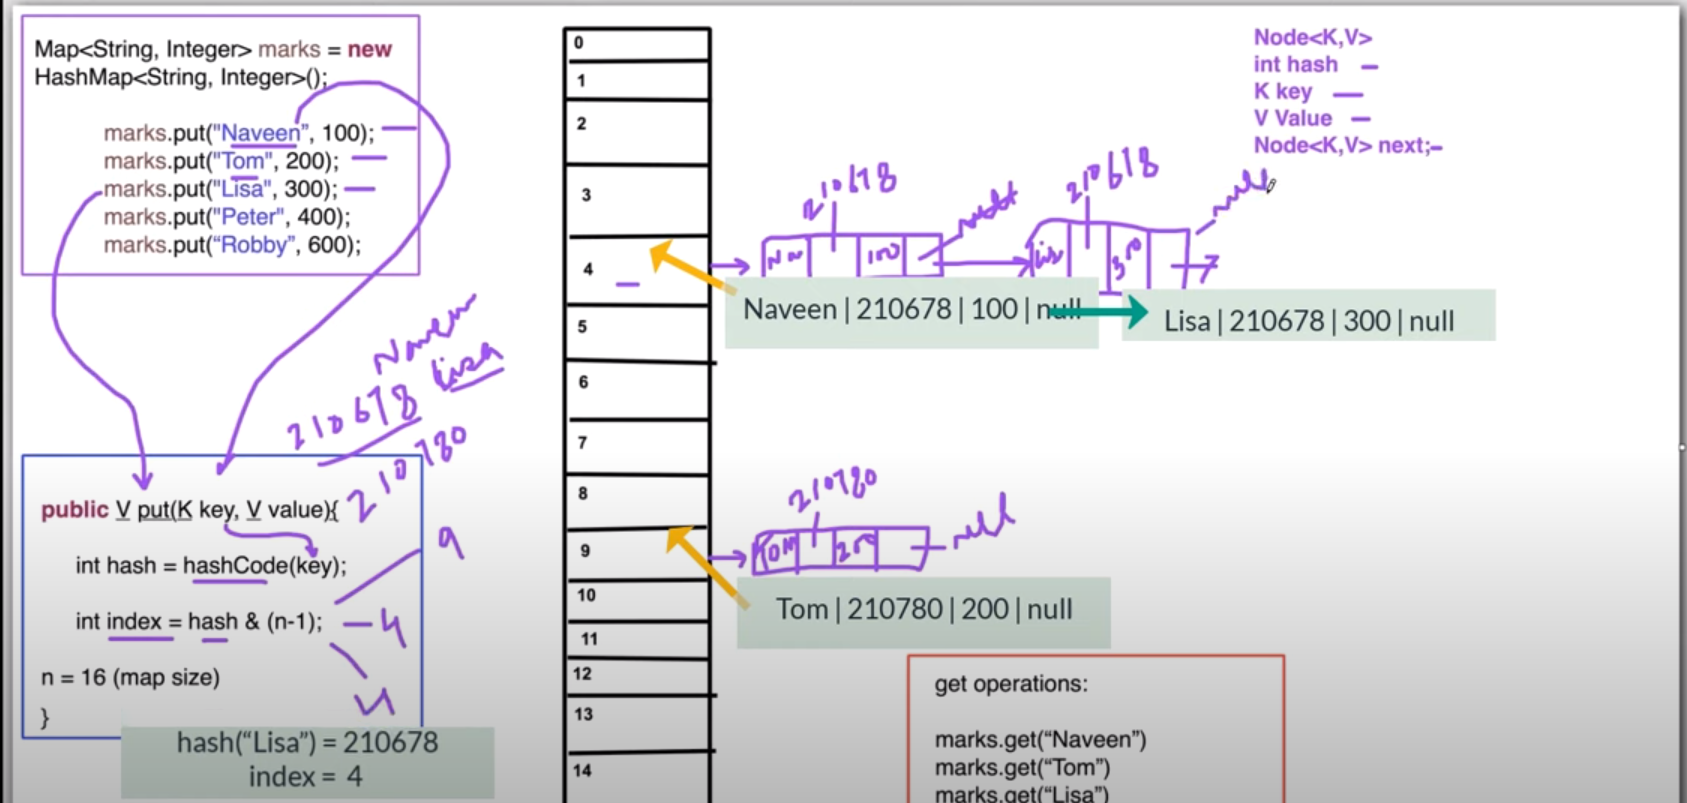 Map<String, Integer> marks = new
HashMap<String, Integer>();
marks.put("Naveen”, 100);
marks.put("Tom", 200);
marks.put("Lisa", 300);
marks.put("Peter", 400);
marks.put(“Robby”, 600);
Naveen
210678 Lisa
210780
public V put(K key, V value){
int hash = hashCode(key);
9
int index = hash & (n-1);
4
n = 16 (map size)
4
}
hash(“Lisa”) = 210678
index = 4
0
1
2
3
4
5
6
7
8
9
10
11
12
13
14
Node<K,V>
int hash
K key
V Value
Node<K,V> next;
210678
null
210678
null
100
Lis
300
Naveen | 210678 | 100 | null
Lisa | 210678 | 300 | null
210780
TOM
200
null
Tom | 210780 | 200 | null
get operations:
marks.get(“Naveen”)
marks.get(“Tom”)
marks.get(“Lisa”)